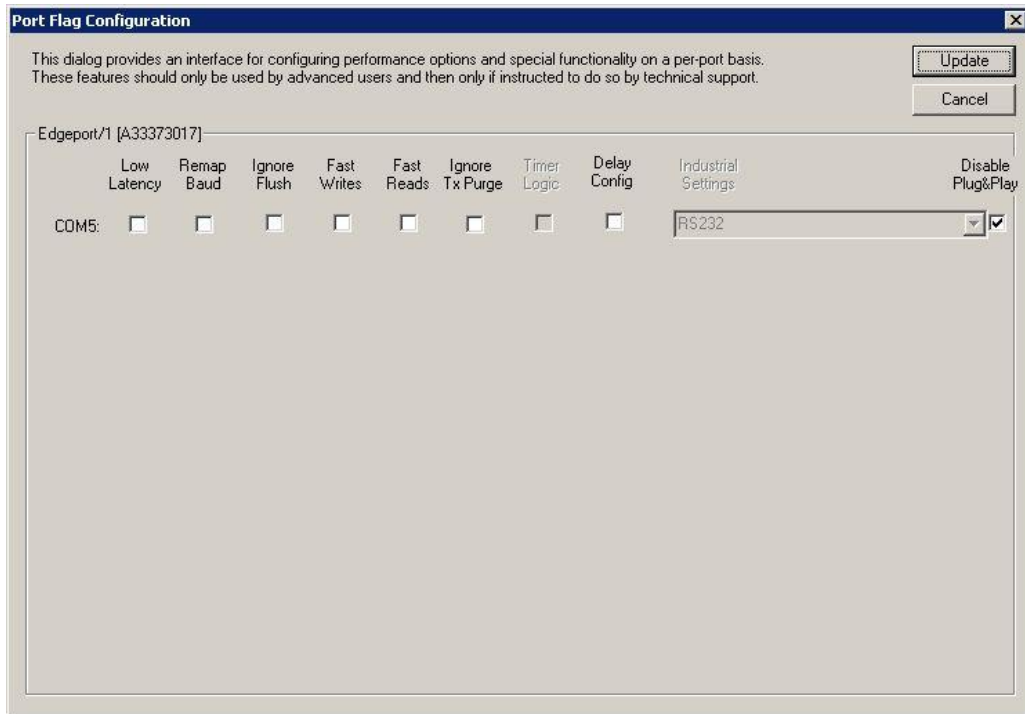 Port Flag Configuration
This dialog provides an interface for configuring performance options and special functionality on a per-port basis.
These features should only be used by advanced users and then only if instructed to do so by technical support.
Update
Cancel
Edgeport/1 [A33373017]
Low Latency
Remap Baud
Ignore Flush
Fast Writes
Fast Reads
Ignore Tx Purge
Timer Logic
Delay Config
Industrial Settings
Disable Plug&Play
COM5:
RS232